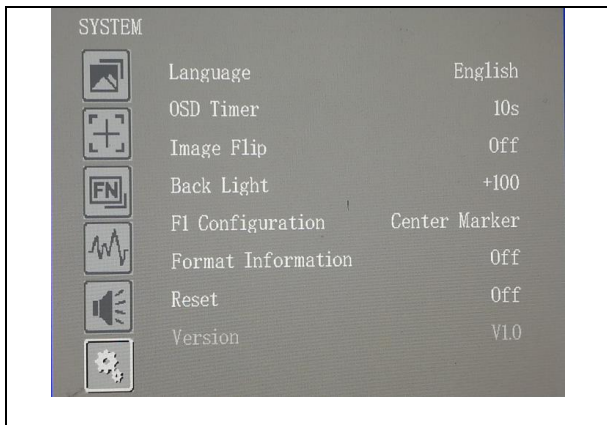 SYSTEM
Language English
OSD Timer 10s
Image Flip Off
FN
Back Light +100
F1 Configuration Center Marker
Format Information Off
Reset Off
Version V1.0